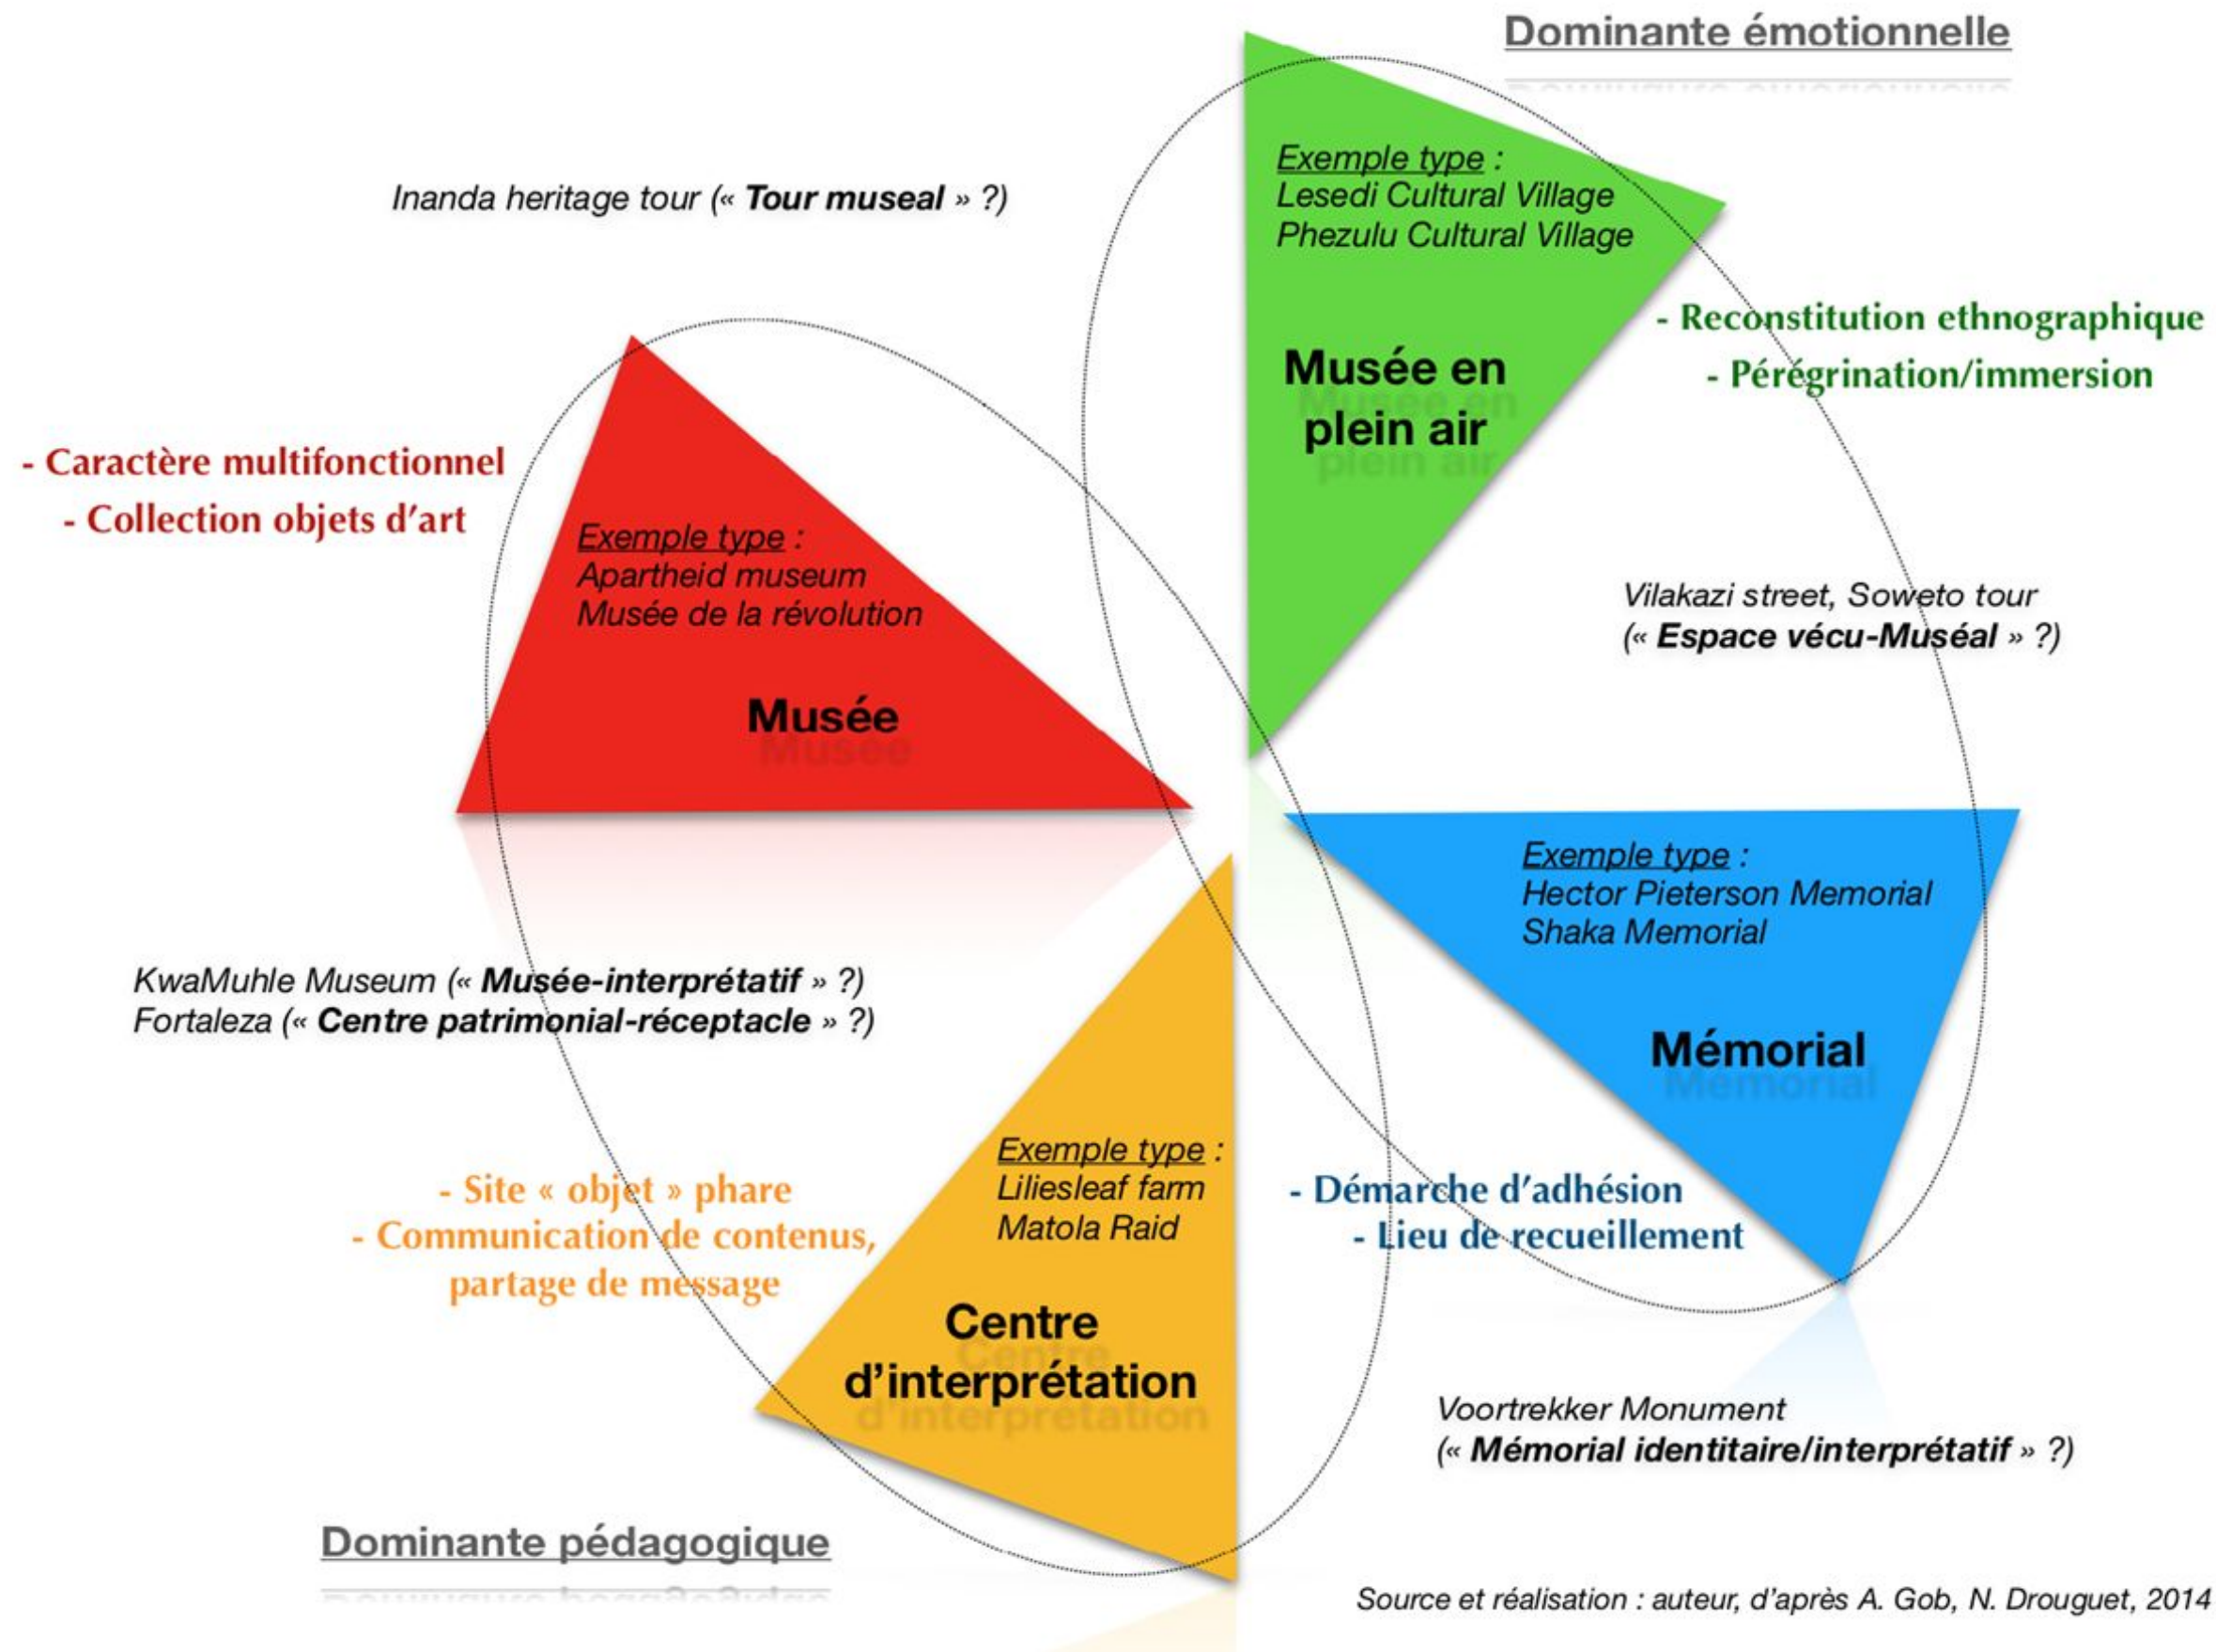 Dominante émotionnelle
Exemple type :
Lesedi Cultural Village
Phezulu Cultural Village
Musée en
plein air
Inanda heritage tour (« Tour museal » ?)
- Reconstitution ethnographique
- Pérégrination/immersion
- Caractère multifonctionnel
- Collection objets d’art
Exemple type :
Apartheid museum
Musée de la révolution
Musée
Vilakazi street, Soweto tour
(« Espace vécu-Muséal » ?)
Exemple type :
Hector Pieterson Memorial
Shaka Memorial
Mémorial
KwaMuhle Museum (« Musée-interprétatif » ?)
Fortaleza (« Centre patrimonial-réceptacle » ?)
- Site « objet » phare
- Communication de contenus,
partage de message
Exemple type :
Liliesleaf farm
Matola Raid
Centre
d’interprétation
- Démarche d’adhésion
- Lieu de recueillement
Voortrekker Monument
(« Mémorial identitaire/interprétatif » ?)
Dominante pédagogique
Source et réalisation : auteur, d’après A. Gob, N. Drouguet, 2014